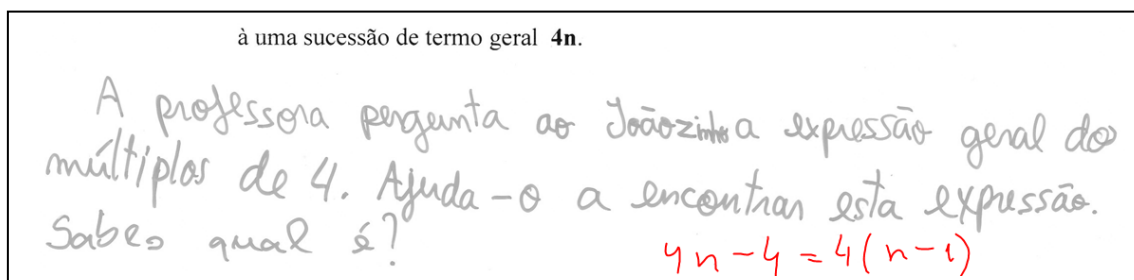 à uma sucessão de termo geral 4n.
A professora pergunta ao Joãozinho a expressão geral do
múltiplos de 4. Ajuda-o a encontrar esta expressão.
Sabes qual é?
4n-4=4(n-1)